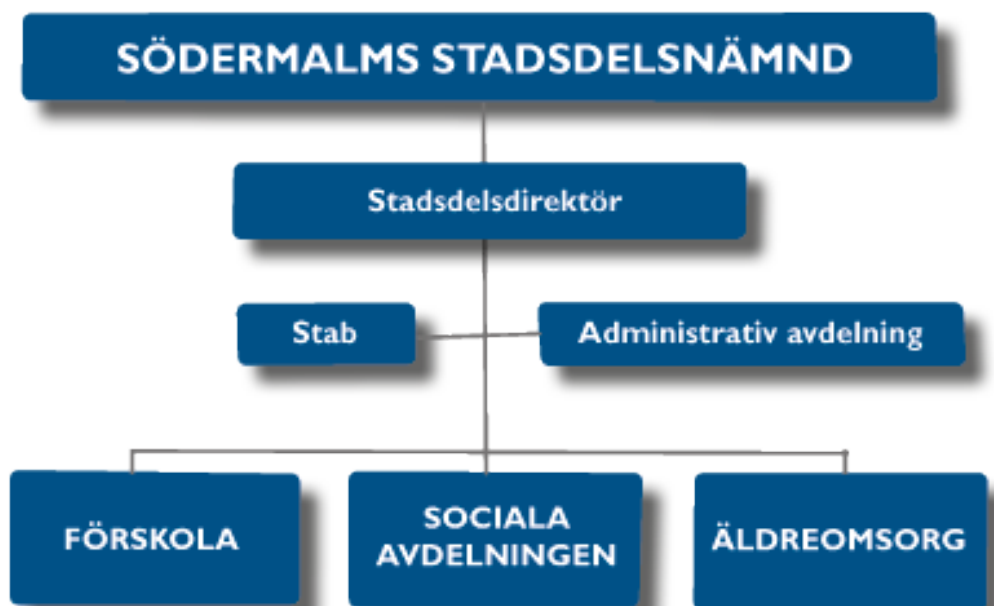 SÖDERMALMS STADSDELSNÄMND
Stadsdelsdirektör
Stab
Administrativ avdelning
FÖRSKOLA
SOCIALA
AVDELNINGEN
ÄLDREOMSORG